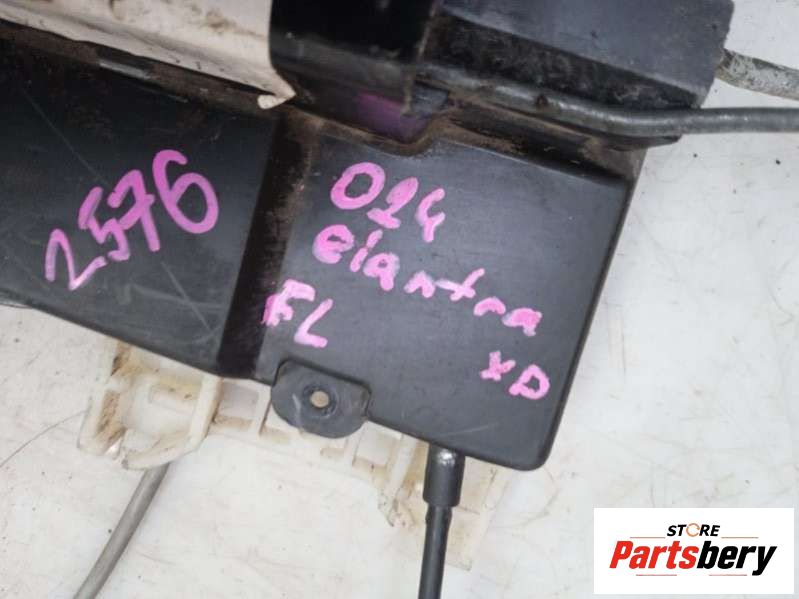 2576
024
elantra
FL
XD
STORE
Partsbery